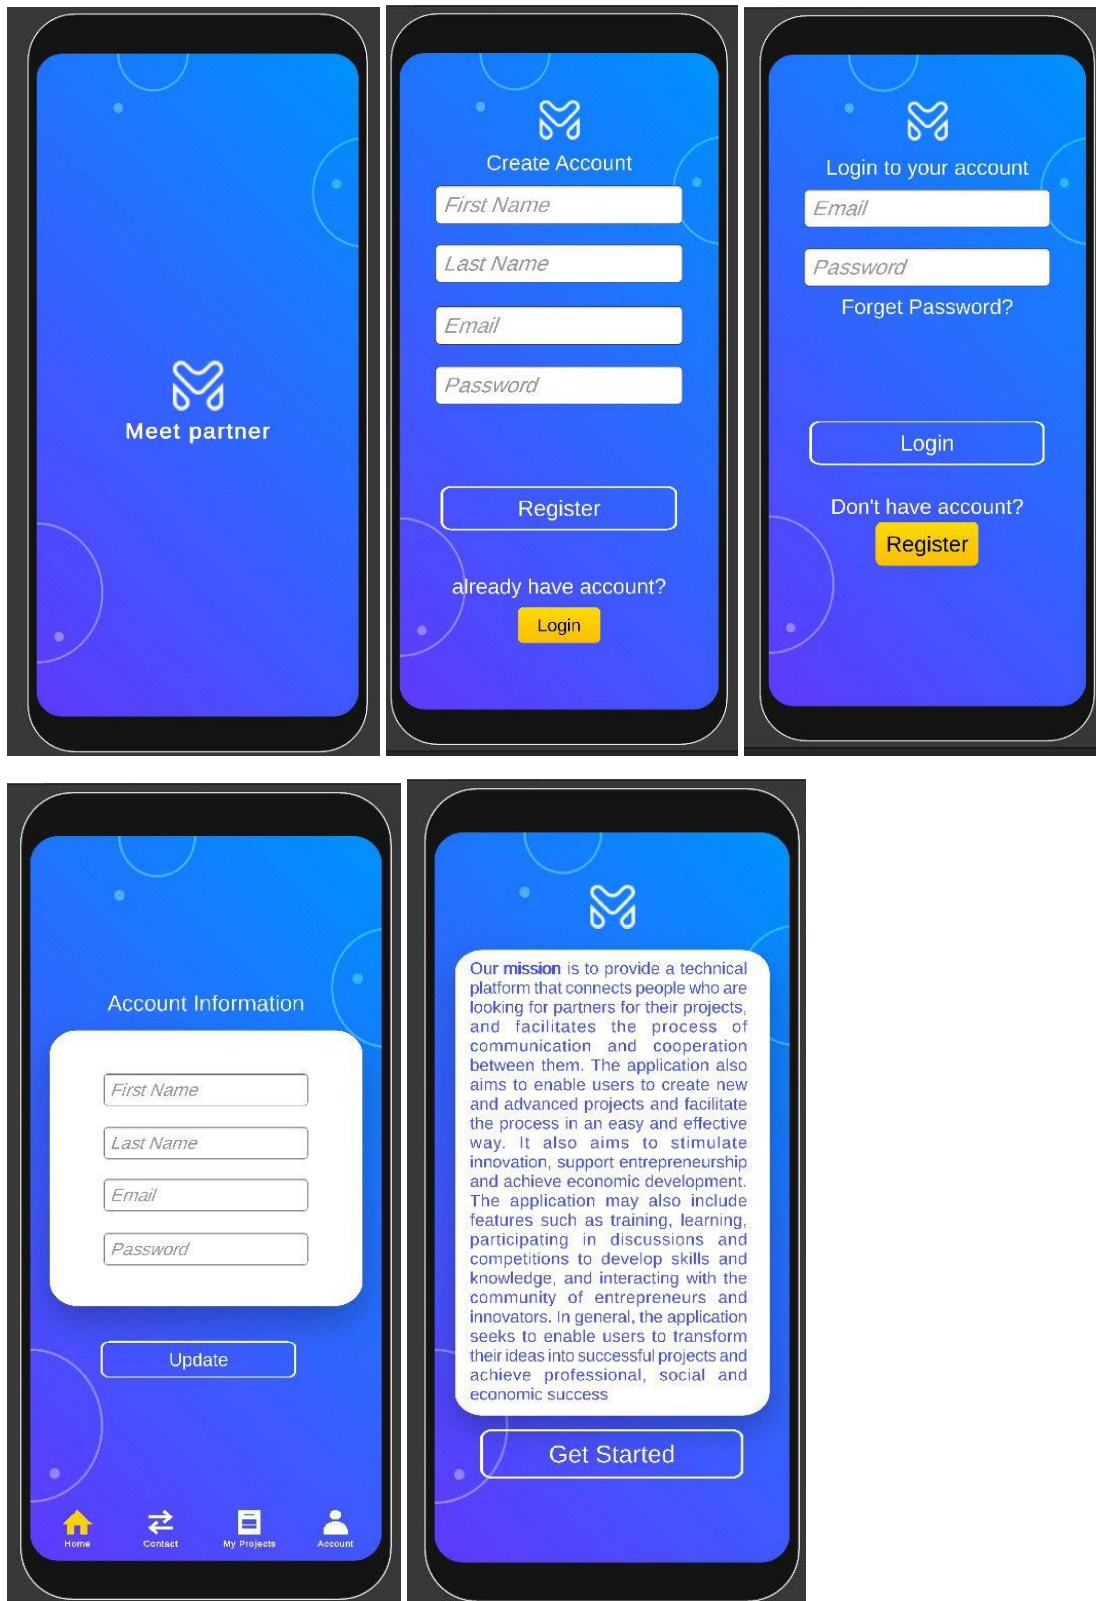 Meet partner
Create Account
First Name
Last Name
Email
Password
Register
already have account?
Login
Login to your account
Email
Password
Forget Password?
Login
Don't have account?
Register
Account Information
First Name
Last Name
Email
Password
Update
Home
Contact
My Projects
Account
Our mission is to provide a technical
platform that connects people who are
looking for partners for their projects,
and facilitates the process of
communication and cooperation
between them. The application also
aims to enable users to create new
and advanced projects and facilitate
the process in an easy and effective
way. It also aims to stimulate
innovation, support entrepreneurship
and achieve economic development.
The application may also include
features such as training, learning,
participating in discussions and
competitions to develop skills and
knowledge, and interacting with the
community of entrepreneurs and
innovators. In general, the application
seeks to enable users to transform
their ideas into successful projects and
achieve professional, social and
economic success
Get Started